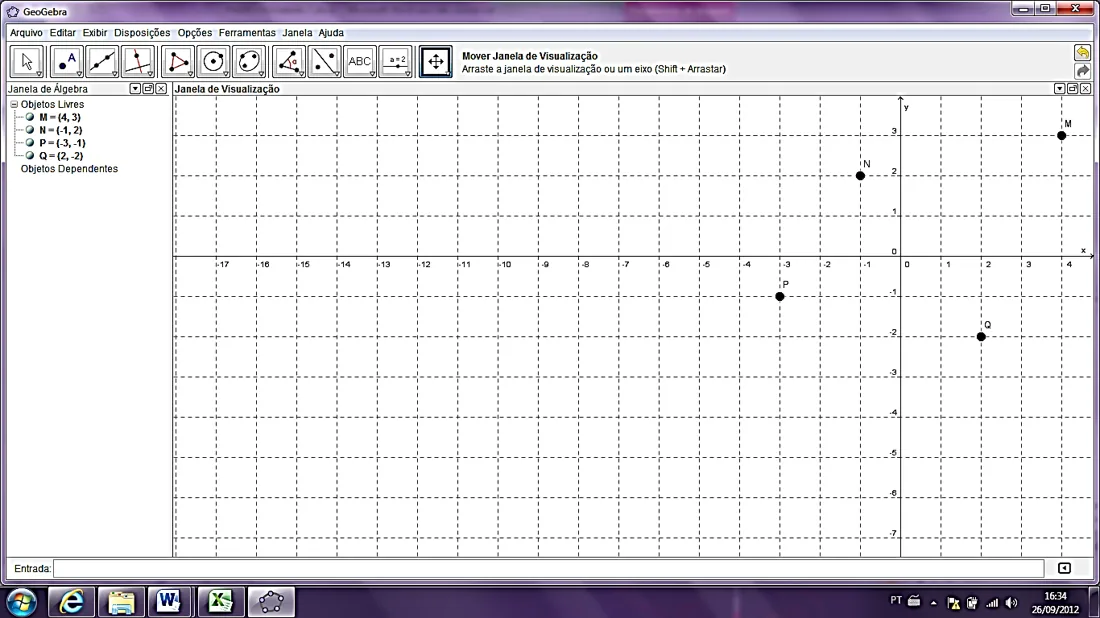 GeoGebra
Arquivo Editar Exibir Disposições Opções Ferramentas Janela Ajuda
A
ABC
a = 2
Mover Janela de Visualização
Arraste a janela de visualização ou um eixo (Shift + Arrastar)
Janela de Álgebra
Janela de Visualização
Objetos Livres
M = (4, 3)
N = (-1, 2)
P = (-3, -1)
Q = (2, -2)
Objetos Dependentes
y
M
3
N
2
1
0
x
-17 -16 -15 -14 -13 -12 -11 -10 -9 -8 -7 -6 -5 -4 -3 -2 -1 0 1 2 3 4
P
-1
Q
-2
-3
-4
-5
-6
-7
Entrada:
PT
16:34
26/09/2012